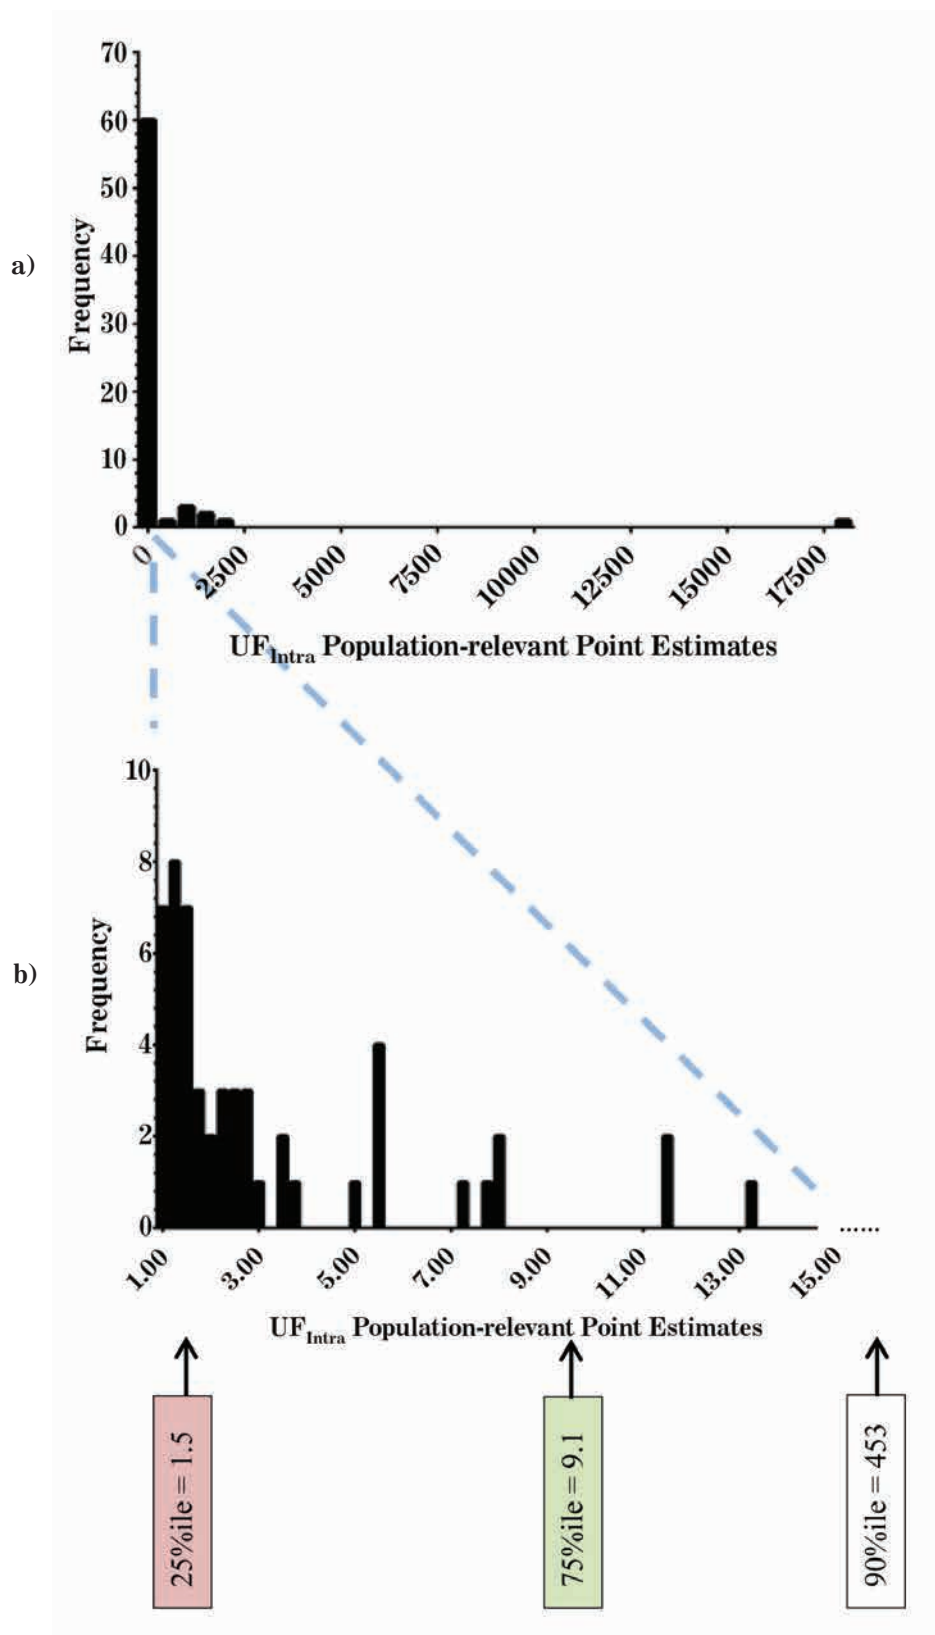 a)
70
60
50
40
30
20
10
0
Frequency
0 2500 5000 7500 10000 12500 15000 17500
UFIntra Population-relevant Point Estimates
b)
10
8
6
4
2
0
Frequency
1.00 3.00 5.00 7.00 9.00 11.00 13.00 15.00
......
UFIntra Population-relevant Point Estimates
25%ile = 1.5
75%ile = 9.1
90%ile = 453